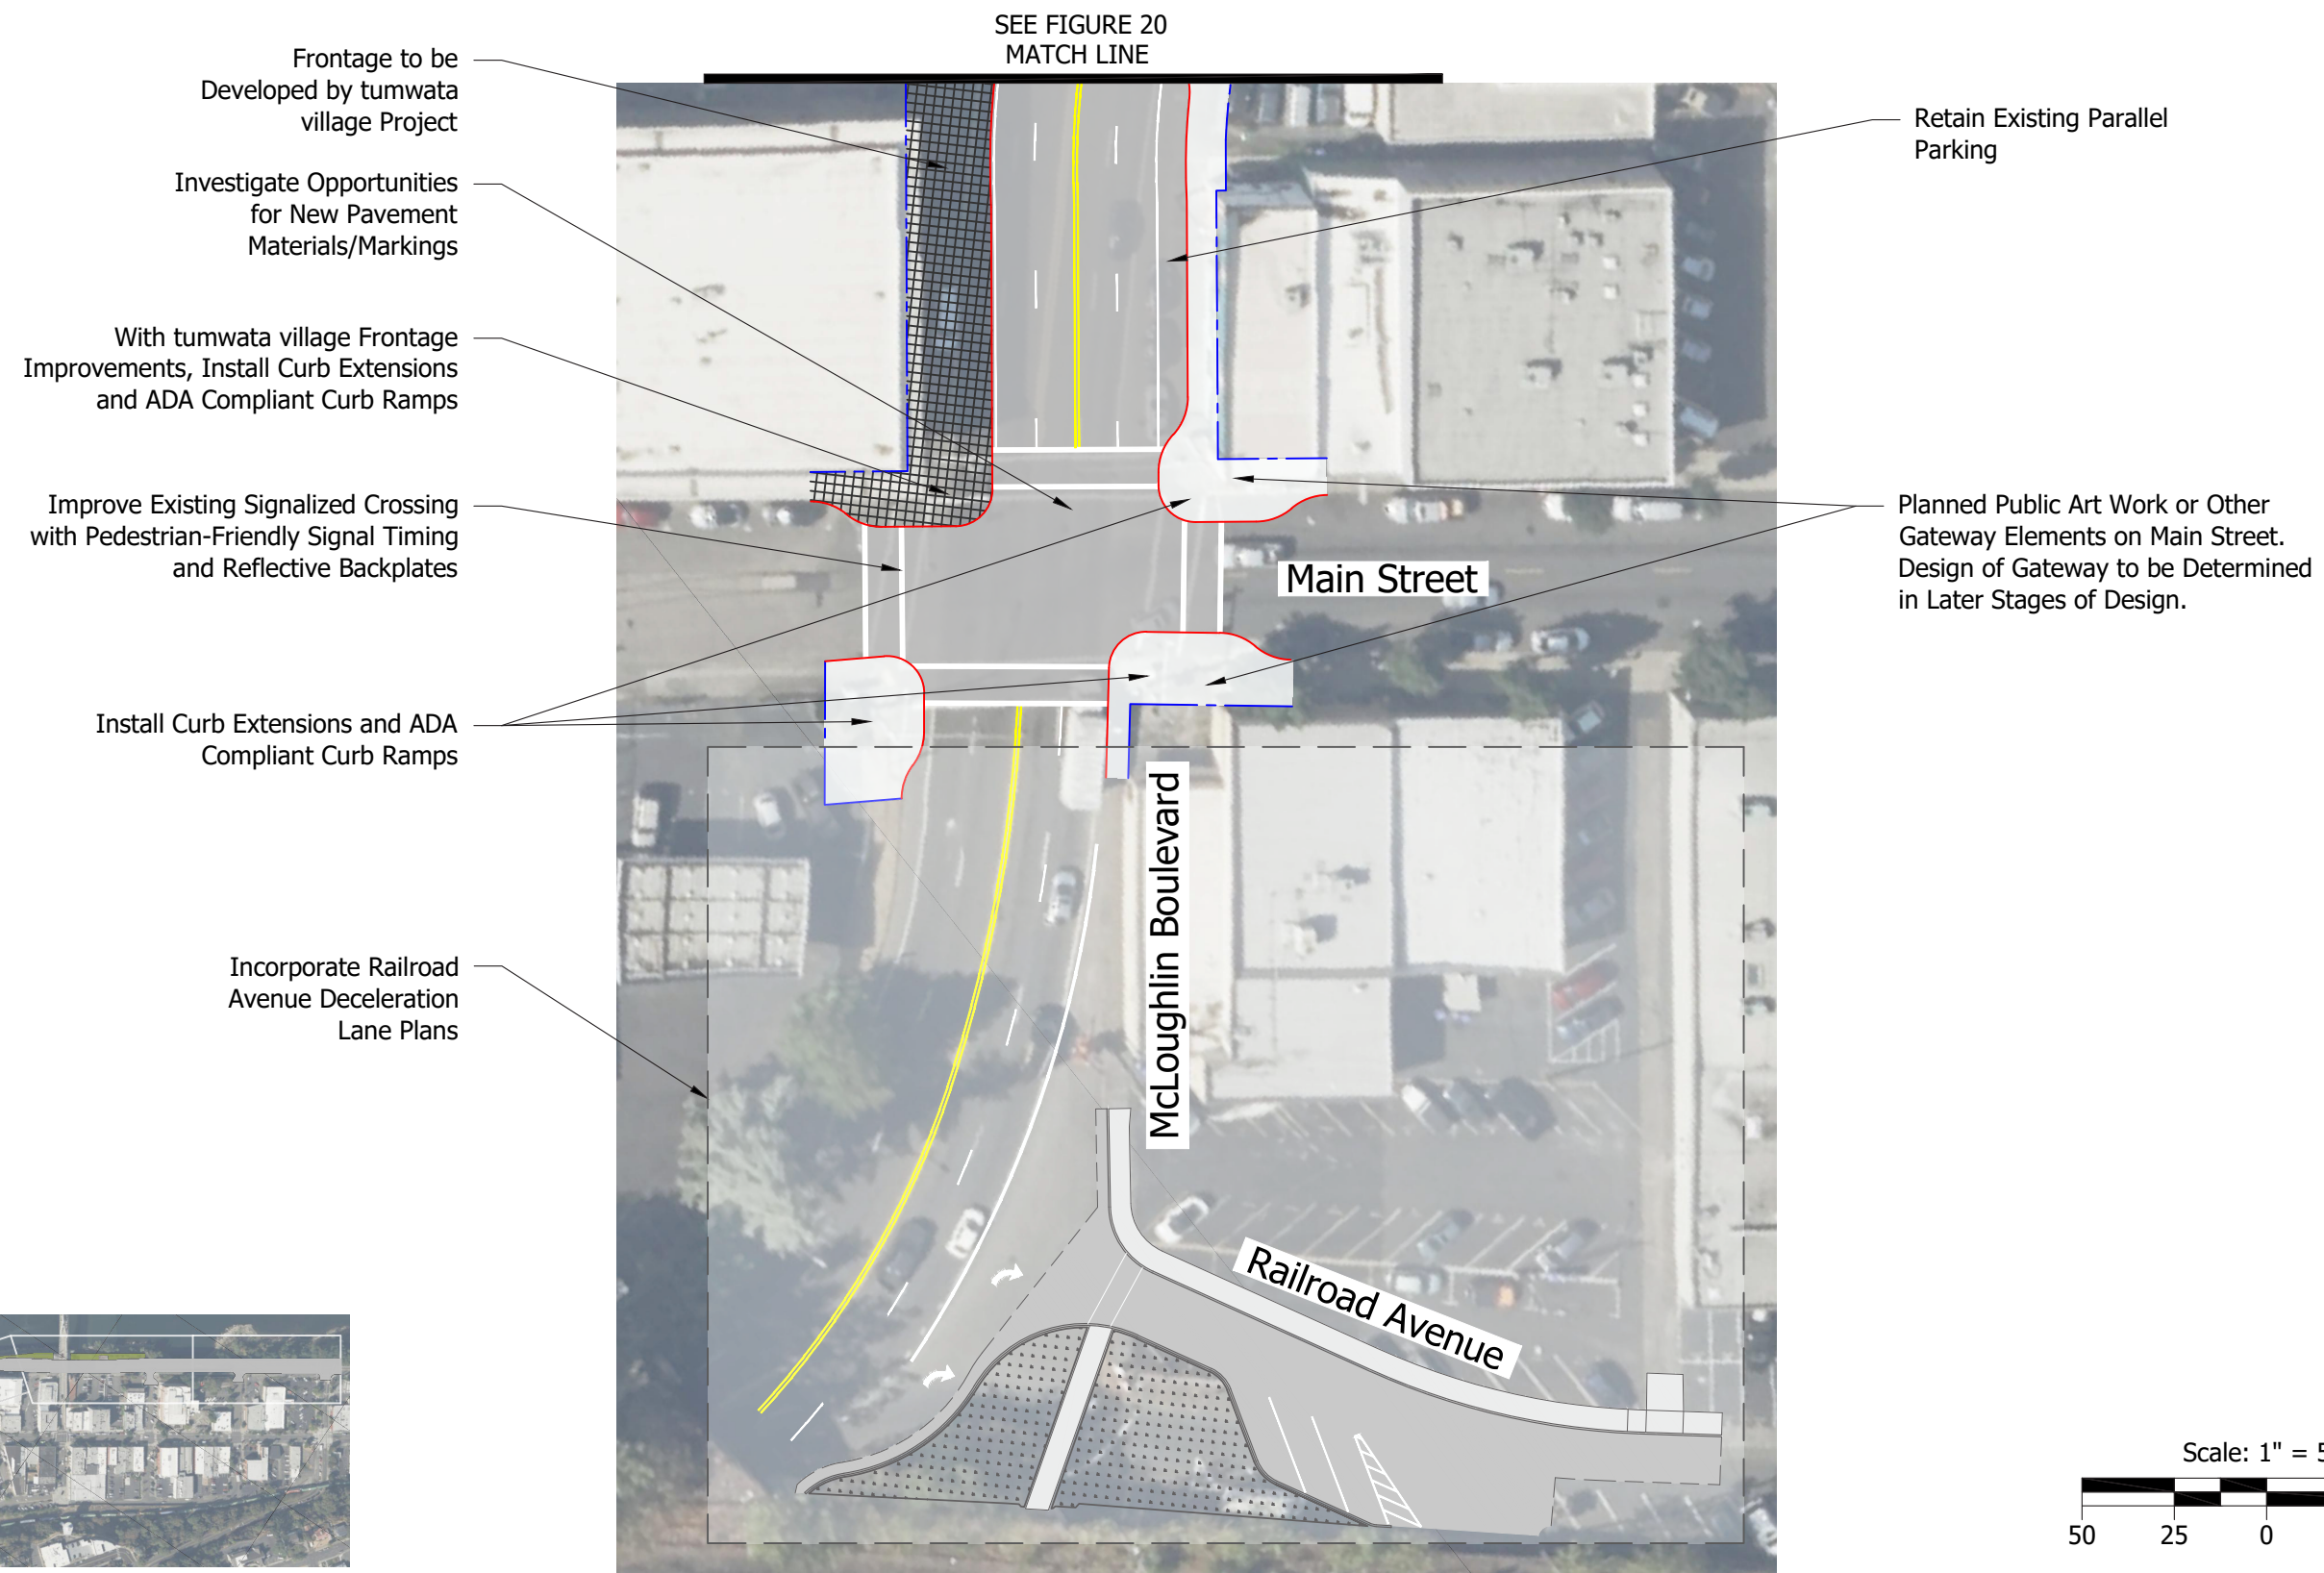 SEE FIGURE 20
MATCH LINE
Frontage to be
Developed by tumwata
village Project
Investigate Opportunities
for New Pavement
Materials/Markings
With tumwata village Frontage
Improvements, Install Curb Extensions
and ADA Compliant Curb Ramps
Improve Existing Signalized Crossing
with Pedestrian-Friendly Signal Timing
and Reflective Backplates
Install Curb Extensions and ADA
Compliant Curb Ramps
Incorporate Railroad
Avenue Deceleration
Lane Plans
Retain Existing Parallel
Parking
Planned Public Art Work or Other
Gateway Elements on Main Street.
Design of Gateway to be Determined
in Later Stages of Design.
Main Street
McLoughlin Boulevard
Railroad Avenue
Scale: 1" = 5
50 25 0